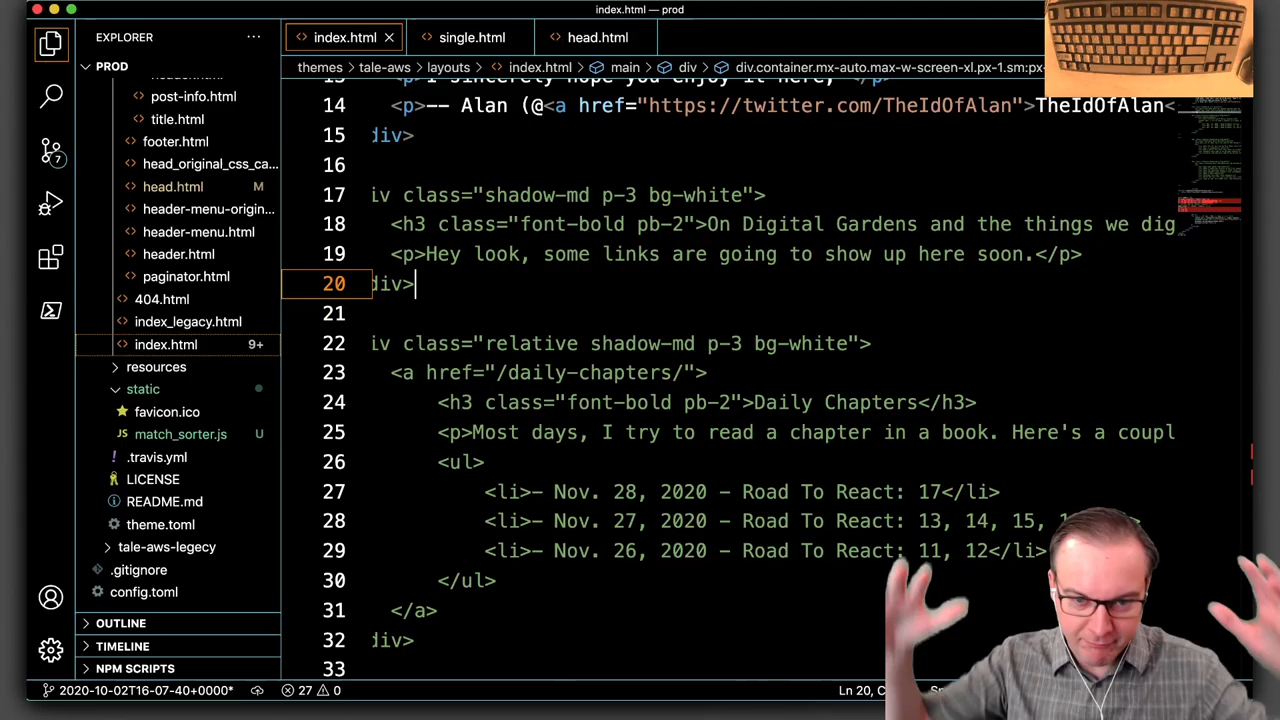 index.html — prod
EXPLORER ···
index.html ×
single.html
head.html
PROD
themes › tale-aws › layouts › index.html › main › div › div.container.mx-auto.max-w-screen-xl.px-1.sm:px-
post-info.html
title.html
footer.html
head_original_css_ca...
head.html M
header-menu-origin...
header-menu.html
header.html
paginator.html
404.html
index_legacy.html
index.html 9+
resources
static
favicon.ico
JS match_sorter.js U
! .travis.yml
LICENSE
README.md
theme.toml
tale-aws-legacy
.gitignore
config.toml
OUTLINE
TIMELINE
NPM SCRIPTS
7
14 <p>-- Alan (@<a href="https://twitter.com/TheIdOfAlan">TheIdOfAlan<
15 div>
16
17 iv class="shadow-md p-3 bg-white">
18 <h3 class="font-bold pb-2">On Digital Gardens and the things we dig
19 <p>Hey look, some links are going to show up here soon.</p>
20 div>
21
22 iv class="relative shadow-md p-3 bg-white">
23 <a href="/daily-chapters/">
24 <h3 class="font-bold pb-2">Daily Chapters</h3>
25 <p>Most days, I try to read a chapter in a book. Here's a coupl
26 <ul>
27 <li>- Nov. 28, 2020 - Road To React: 17</li>
28 <li>- Nov. 27, 2020 - Road To React: 13, 14, 15,
29 <li>- Nov. 26, 2020 - Road To React: 11, 12</li>
30 </ul>
31 </a>
32 div>
33
2020-10-02T16-07-40+0000* 27 0 Ln 20,